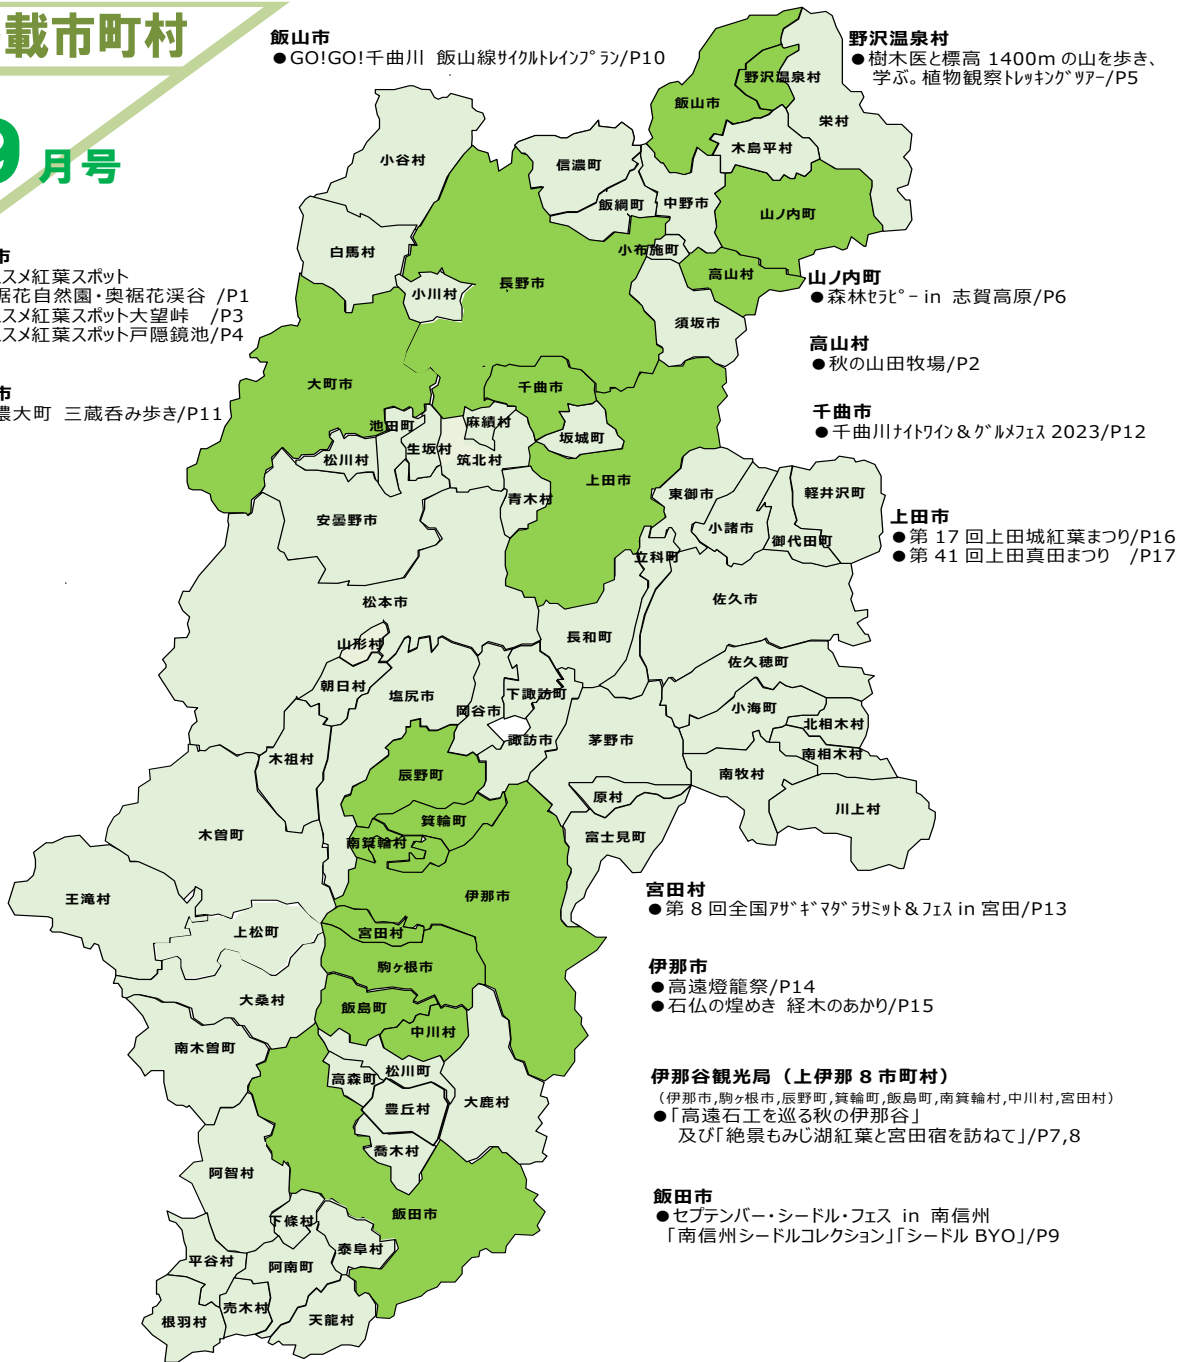 載市町村
9月号
飯山市
●GO!GO!千曲川 飯山線サイクルトレインプラン/P10
野沢温泉村
●樹木医と標高 1400m の山を歩き、
学ぶ。植物観察トレッキングツアー/P5
市
スメ紅葉スポット
裾花自然園・奥裾花渓谷 /P1
スメ紅葉スポット大望峠 /P3
スメ紅葉スポット戸隠鏡池/P4
市
濃大町 三蔵呑み歩き/P11
山ノ内町
●森林セラピー in 志賀高原/P6
高山村
●秋の山田牧場/P2
千曲市
●千曲川ナイトワイン&グルメフェス 2023/P12
上田市
●第 17 回上田城紅葉まつり/P16
●第 41 回上田真田まつり /P17
宮田村
●第 8 回全国アサギマダラサミット&フェス in 宮田/P13
伊那市
●高遠燈籠祭/P14
●石仏の煌めき 経木のあかり/P15
伊那谷観光局(上伊那 8 市町村)
(伊那市,駒ヶ根市,辰野町,箕輪町,飯島町,南箕輪村,中川村,宮田村)
●「高遠石工を巡る秋の伊那谷」
及び「絶景もみじ湖紅葉と宮田宿を訪ねて」/P7,8
飯田市
●セプテンバー・シードル・フェス in 南信州
「南信州シードルコレクション」「シードル BYO」/P9
野沢温泉村
飯山市
栄村
木島平村
小谷村
信濃町
飯綱町
中野市
山ノ内町
白馬村
小布施町
高山村
長野市
小川村
須坂市
大町市
千曲市
池田町
麻績村
坂城町
生坂村
松川村
筑北村
上田市
青木村
東御市
軽井沢町
安曇野市
小諸市
御代田町
立科町
松本市
佐久市
長和町
山形村
佐久穂町
朝日村
塩尻市
下諏訪町
岡谷市
小海町
北相木村
諏訪市
茅野市
木祖村
南相木村
辰野町
南牧村
原村
川上村
箕輪町
木曽町
南箕輪村
富士見町
王滝村
伊那市
上松町
宮田村
駒ヶ根市
大桑村
飯島町
中川村
南木曽町
松川町
高森町
大鹿村
豊丘村
喬木村
阿智村
飯田市
下條村
泰阜村
平谷村
阿南町
売木村
根羽村
天龍村